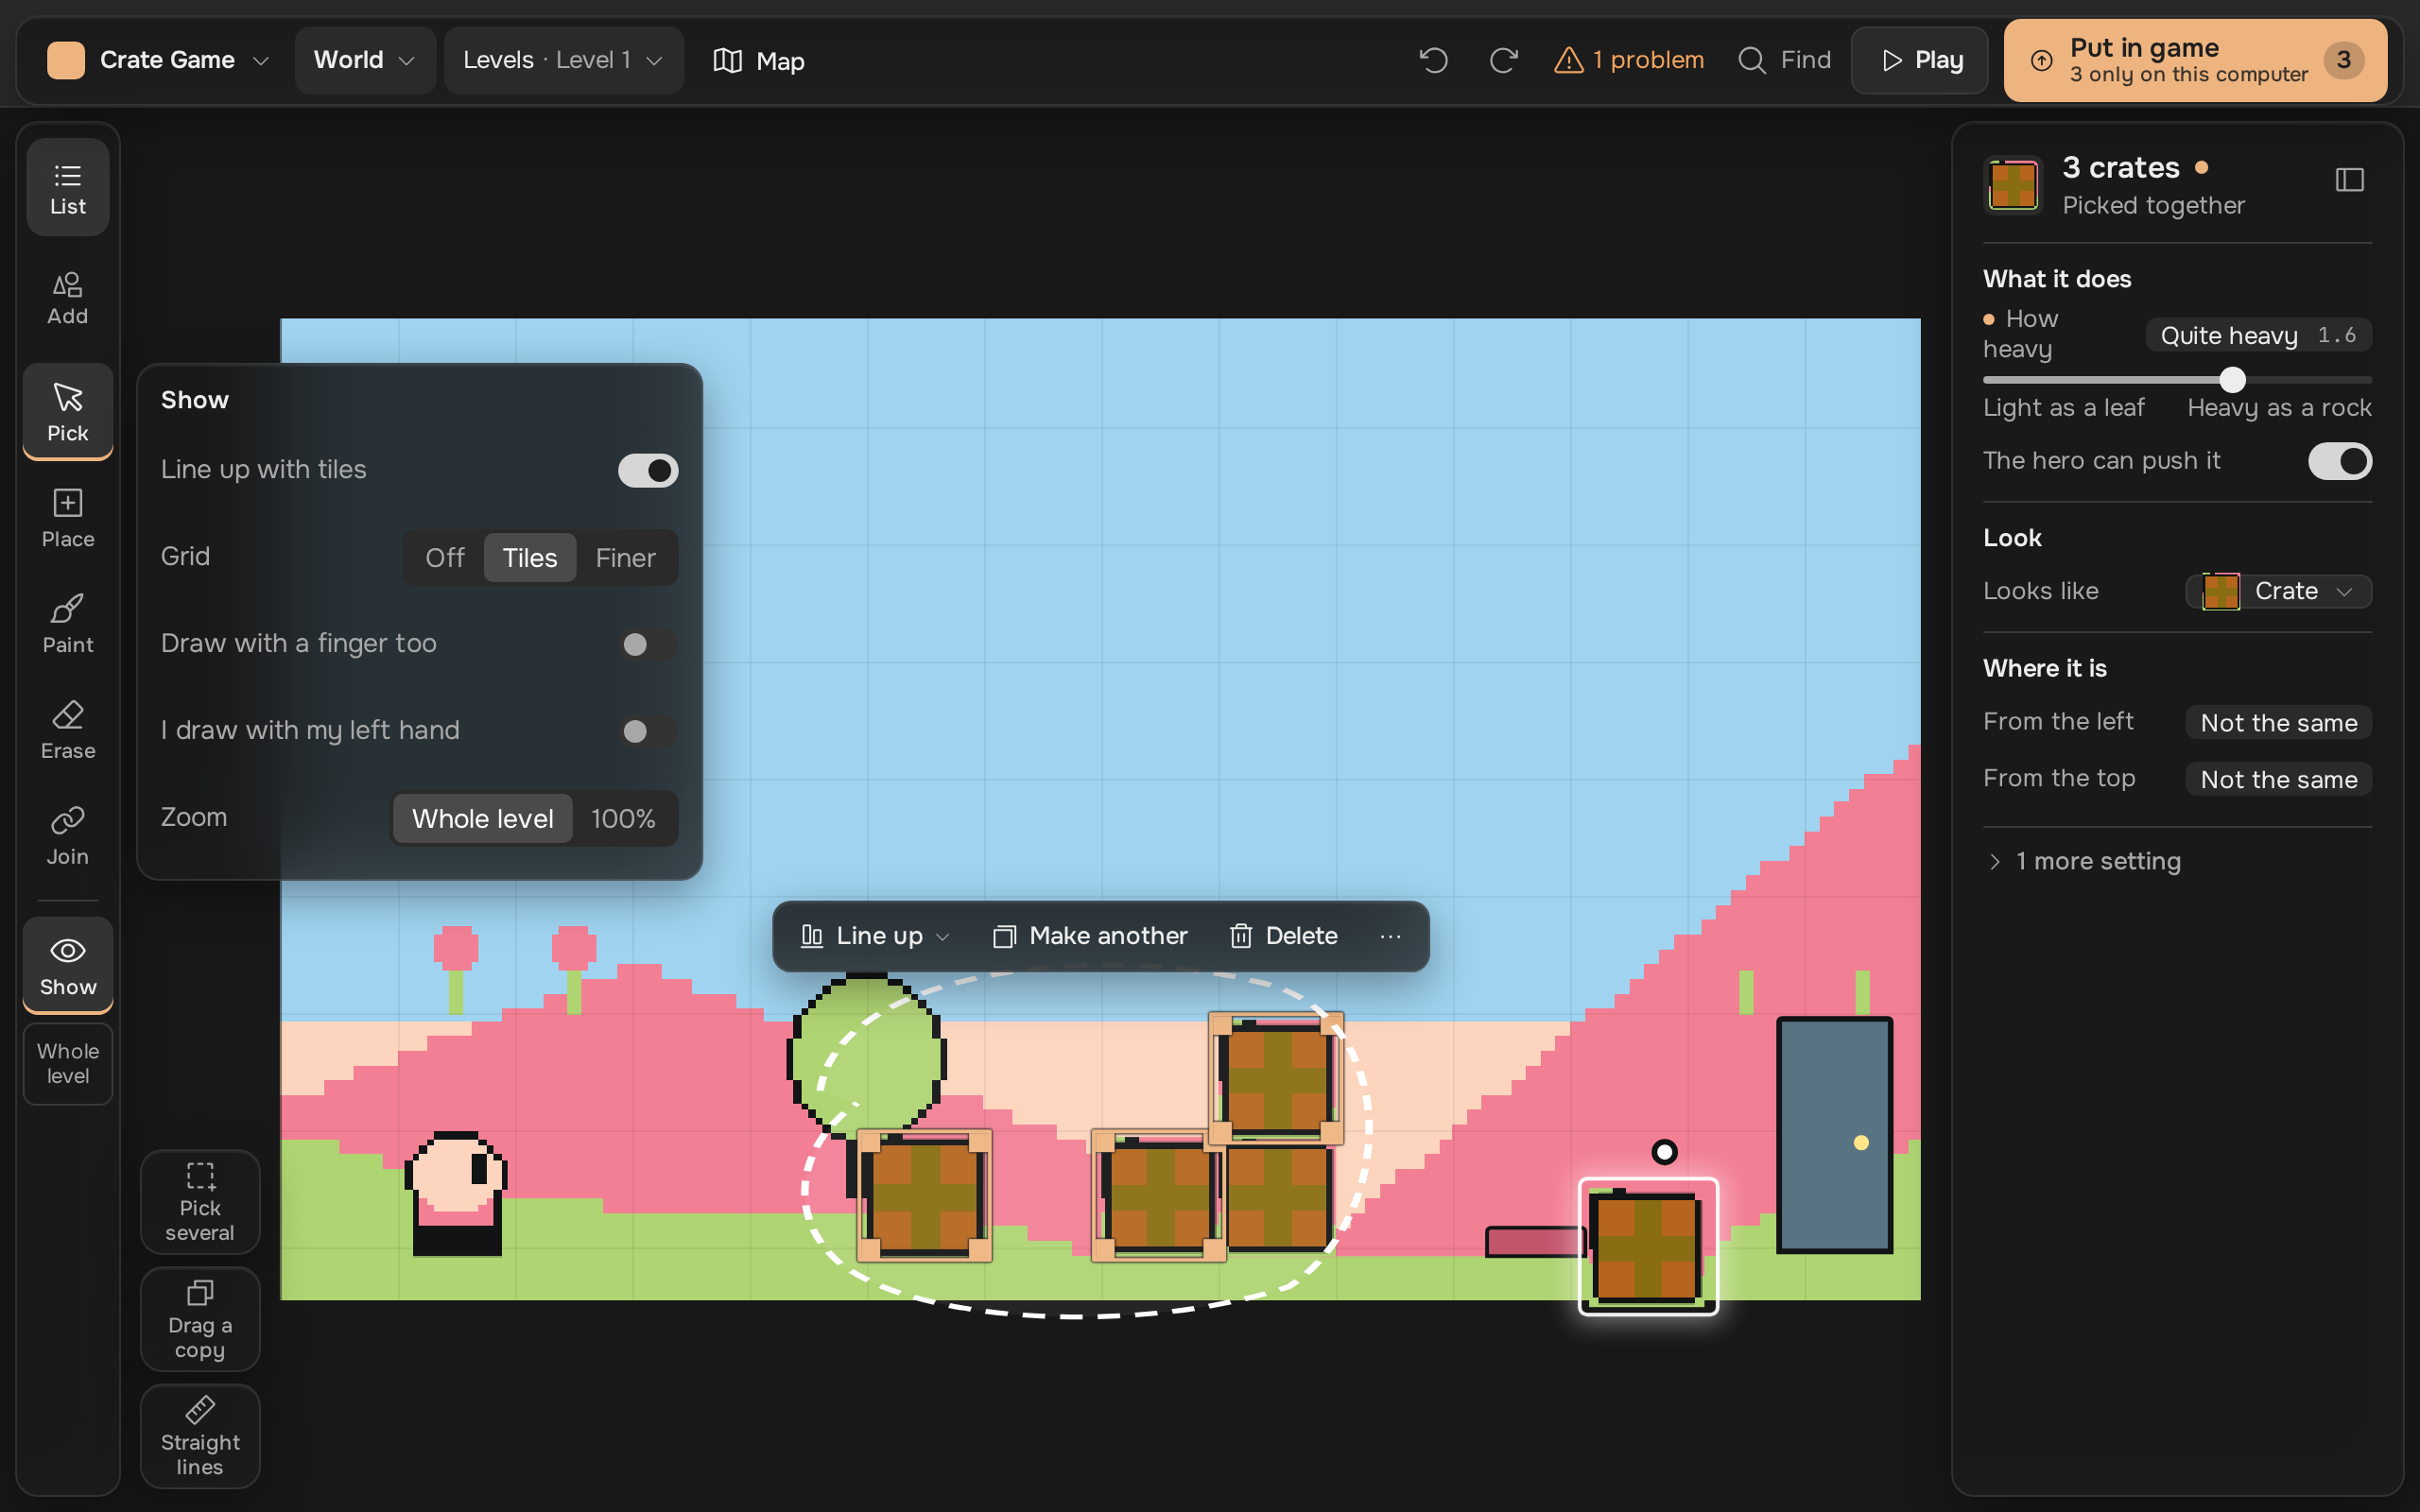 Crate Game
World
Levels · Level 1
Map
1 problem
Find
Play
Put in game
3 only on this computer
3
List
Add
Pick
Place
Paint
Erase
Join
Show
Whole
level
Pick
several
Drag a
copy
Straight
lines
Show
Line up with tiles
Grid
Off
Tiles
Finer
Draw with a finger too
I draw with my left hand
Zoom
Whole level
100%
Line up
Make another
Delete
···
3 crates
Picked together
What it does
How
heavy
Quite heavy 1.6
Light as a leaf
Heavy as a rock
The hero can push it
Look
Looks like
Crate
Where it is
From the left
Not the same
From the top
Not the same
1 more setting